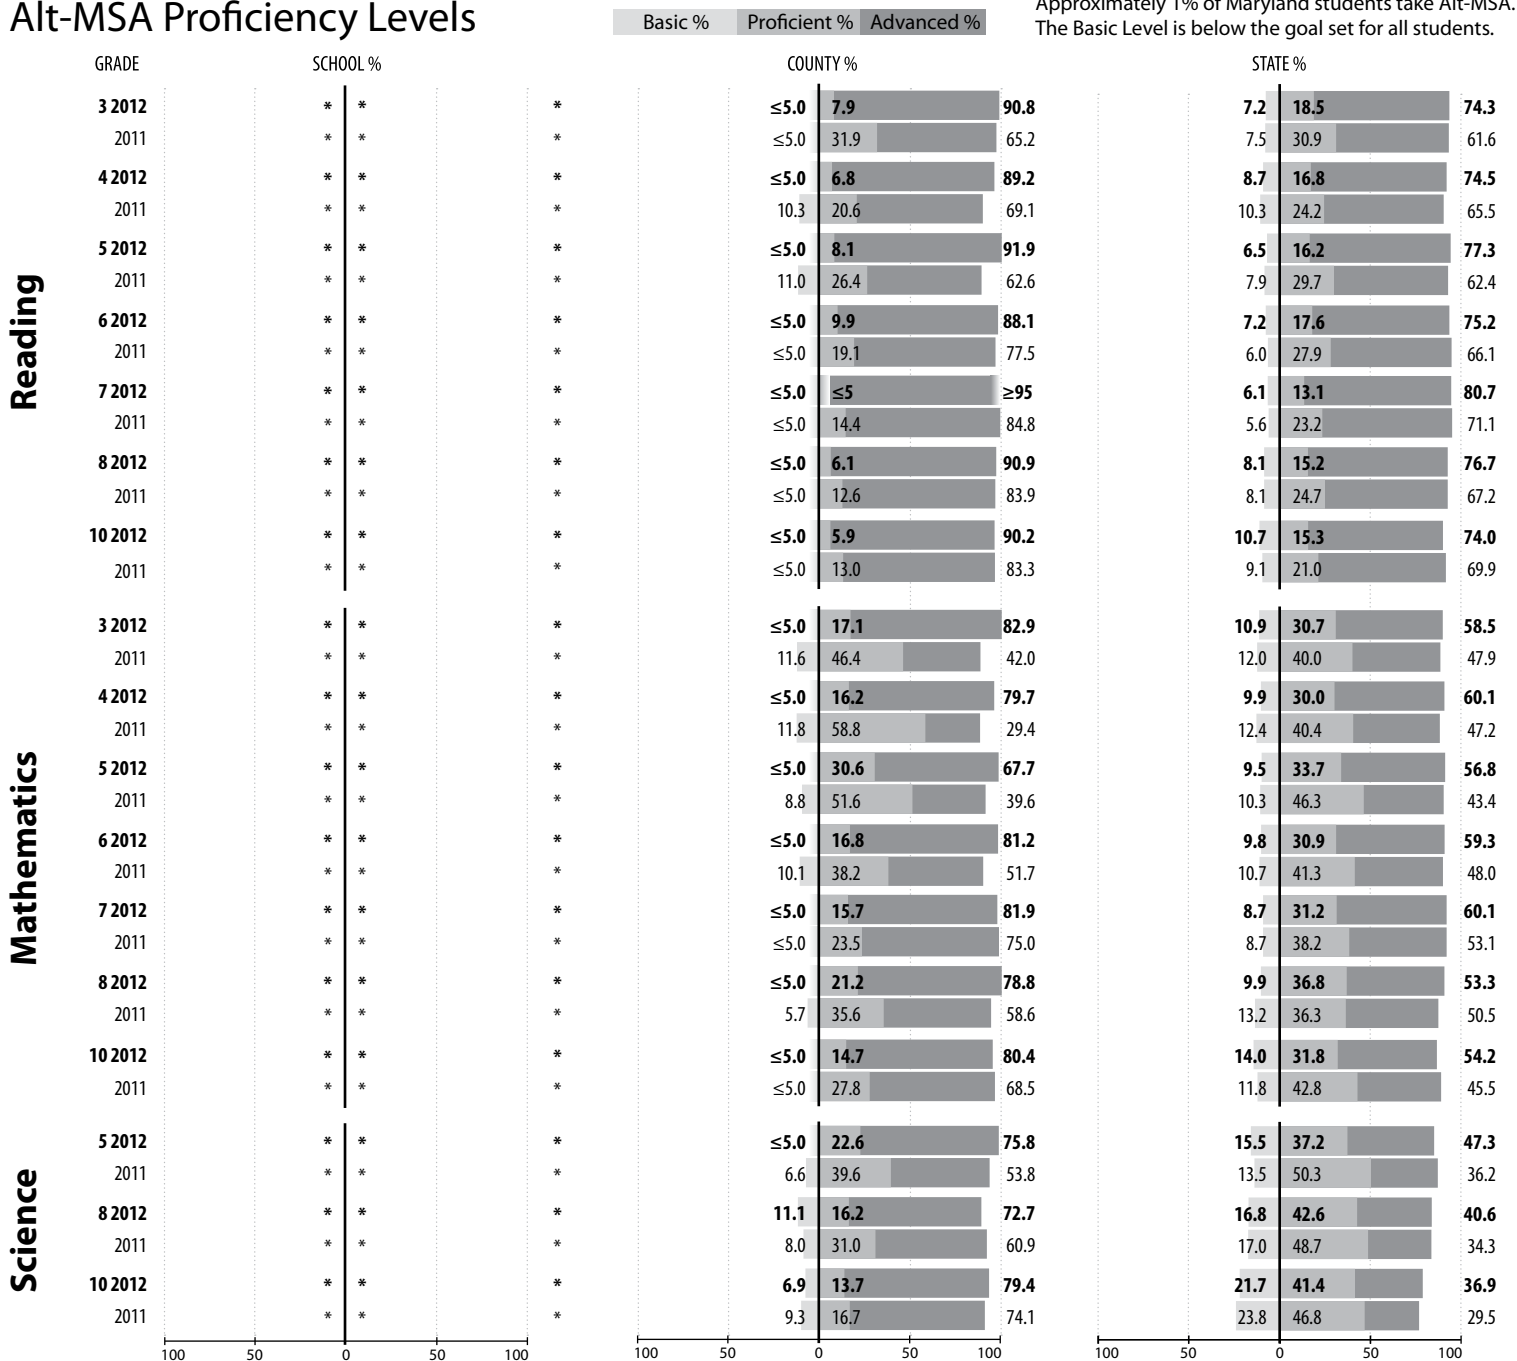 Alt-MSA Proficiency Levels
Basic % Proficient % Advanced %
Approximately 1% of Maryland students take Alt-MSA.
The Basic Level is below the goal set for all students.
GRADE SCHOOL % COUNTY % STATE %
Reading
3 2012 * * * ≤5.0 7.9 90.8 7.2 18.5 74.3
2011 * * * ≤5.0 31.9 65.2 7.5 30.9 61.6
4 2012 * * * ≤5.0 6.8 89.2 8.7 16.8 74.5
2011 * * * 10.3 20.6 69.1 10.3 24.2 65.5
5 2012 * * * ≤5.0 8.1 91.9 6.5 16.2 77.3
2011 * * * 11.0 26.4 62.6 7.9 29.7 62.4
6 2012 * * * ≤5.0 9.9 88.1 7.2 17.6 75.2
2011 * * * ≤5.0 19.1 77.5 6.0 27.9 66.1
7 2012 * * * ≤5.0 ≤5 ≥95 6.1 13.1 80.7
2011 * * * ≤5.0 14.4 84.8 5.6 23.2 71.1
8 2012 * * * ≤5.0 6.1 90.9 8.1 15.2 76.7
2011 * * * ≤5.0 12.6 83.9 8.1 24.7 67.2
10 2012 * * * ≤5.0 5.9 90.2 10.7 15.3 74.0
2011 * * * ≤5.0 13.0 83.3 9.1 21.0 69.9
Mathematics
3 2012 * * * ≤5.0 17.1 82.9 10.9 30.7 58.5
2011 * * * 11.6 46.4 42.0 12.0 40.0 47.9
4 2012 * * * ≤5.0 16.2 79.7 9.9 30.0 60.1
2011 * * * 11.8 58.8 29.4 12.4 40.4 47.2
5 2012 * * * ≤5.0 30.6 67.7 9.5 33.7 56.8
2011 * * * 8.8 51.6 39.6 10.3 46.3 43.4
6 2012 * * * ≤5.0 16.8 81.2 9.8 30.9 59.3
2011 * * * 10.1 38.2 51.7 10.7 41.3 48.0
7 2012 * * * ≤5.0 15.7 81.9 8.7 31.2 60.1
2011 * * * ≤5.0 23.5 75.0 8.7 38.2 53.1
8 2012 * * * ≤5.0 21.2 78.8 9.9 36.8 53.3
2011 * * * 5.7 35.6 58.6 13.2 36.3 50.5
10 2012 * * * ≤5.0 14.7 80.4 14.0 31.8 54.2
2011 * * * ≤5.0 27.8 68.5 11.8 42.8 45.5
Science
5 2012 * * * ≤5.0 22.6 75.8 15.5 37.2 47.3
2011 * * * 6.6 39.6 53.8 13.5 50.3 36.2
8 2012 * * * 11.1 16.2 72.7 16.8 42.6 40.6
2011 * * * 8.0 31.0 60.9 17.0 48.7 34.3
10 2012 * * * 6.9 13.7 79.4 21.7 41.4 36.9
2011 * * * 9.3 16.7 74.1 23.8 46.8 29.5
100 50 0 50 100 100 50 0 50 100 100 50 0 50 100